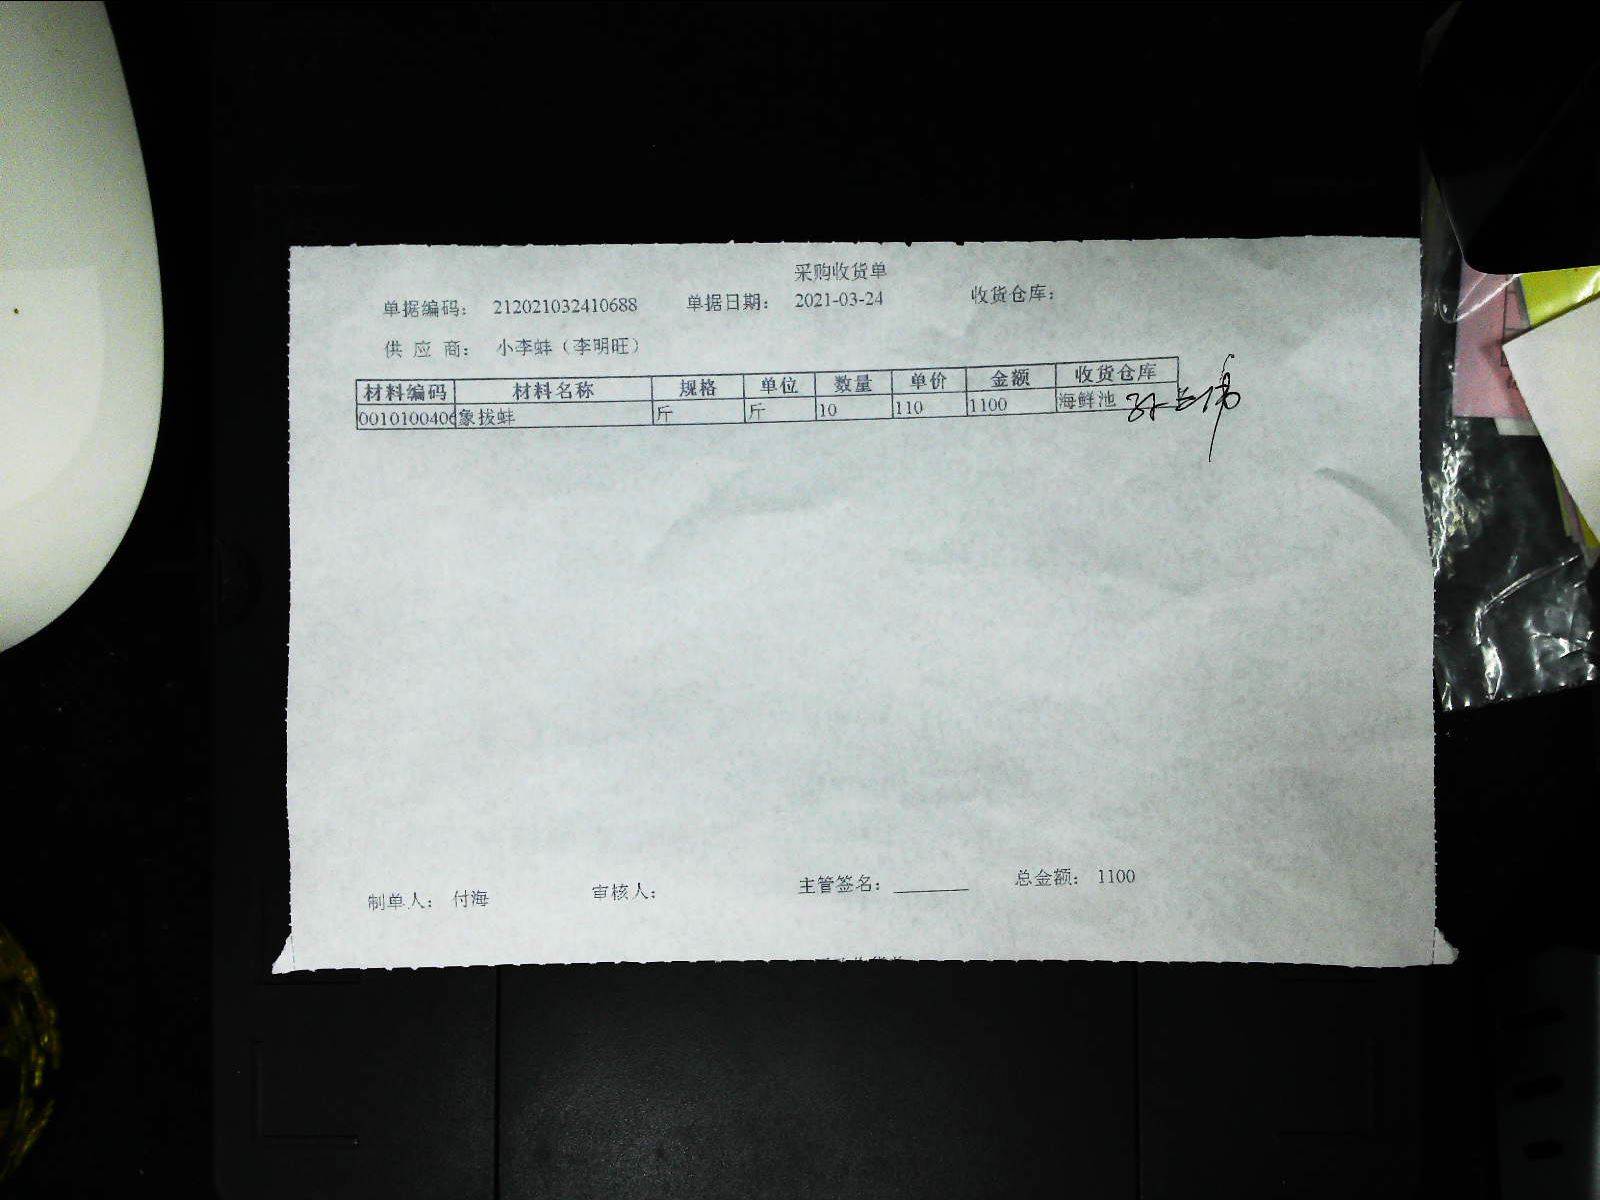 采购收货单
单据编码： 212021032410688 单据日期： 2021-03-24 收货仓库：
供 应 商： 小李蚌（李明旺）
材料编码 材料名称 规格 单位 数量 单价 金额 收货仓库
0010100406 象拔蚌 斤 斤 10 110 1100 海鲜池
制单人： 付海 审核人： 主管签名： 总金额： 1100